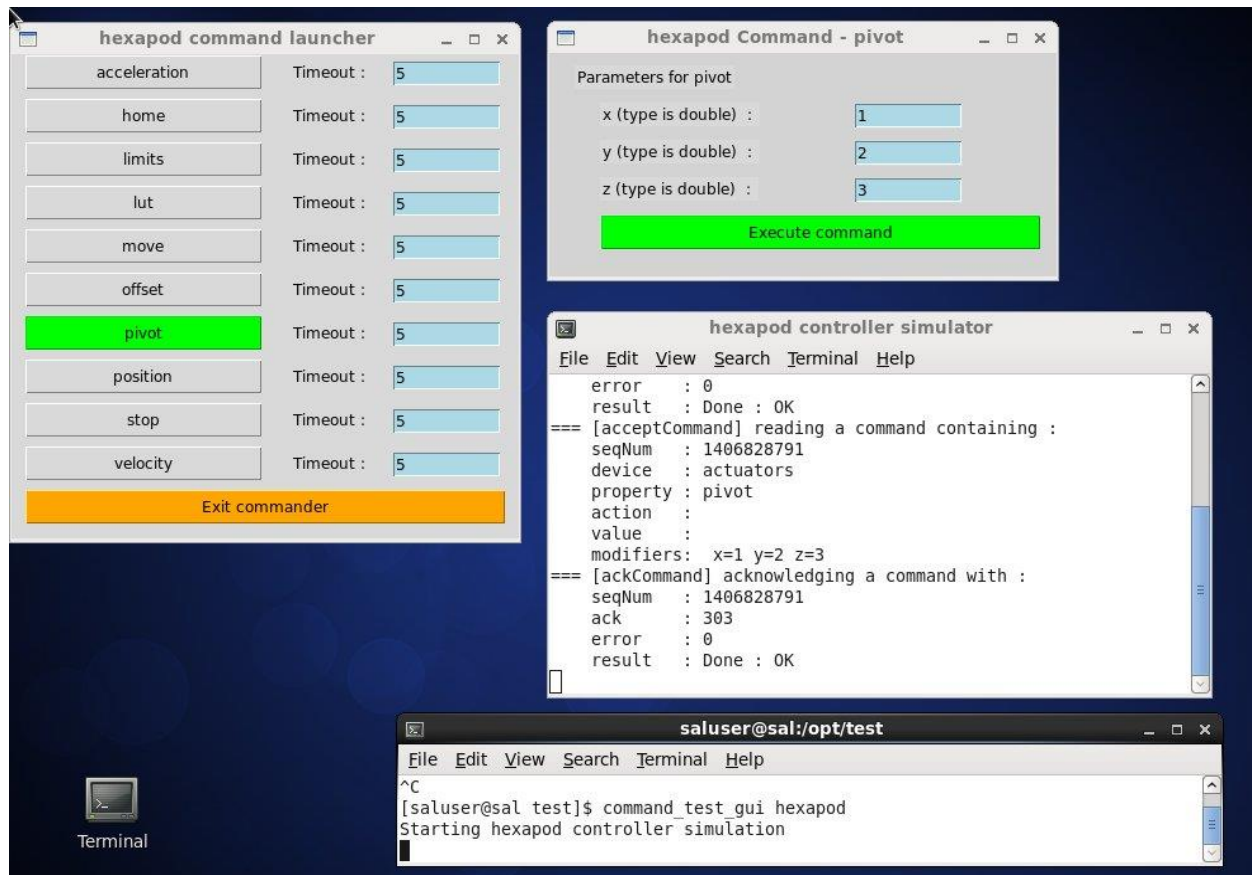 hexapod command launcher
acceleration Timeout : 5
home Timeout : 5
limits Timeout : 5
lut Timeout : 5
move Timeout : 5
offset Timeout : 5
pivot Timeout : 5
position Timeout : 5
stop Timeout : 5
velocity Timeout : 5
Exit commander
hexapod Command - pivot
Parameters for pivot
x (type is double) : 1
y (type is double) : 2
z (type is double) : 3
Execute command
hexapod controller simulator
File Edit View Search Terminal Help
error : 0
result : Done : OK
=== [acceptCommand] reading a command containing :
seqNum : 1406828791
device : actuators
property : pivot
action :
value :
modifiers: x=1 y=2 z=3
=== [ackCommand] acknowledging a command with :
seqNum : 1406828791
ack : 303
error : 0
result : Done : OK
saluser@sal:/opt/test
File Edit View Search Terminal Help
^C
[saluser@sal test]$ command_test_gui hexapod
Starting hexapod controller simulation
Terminal